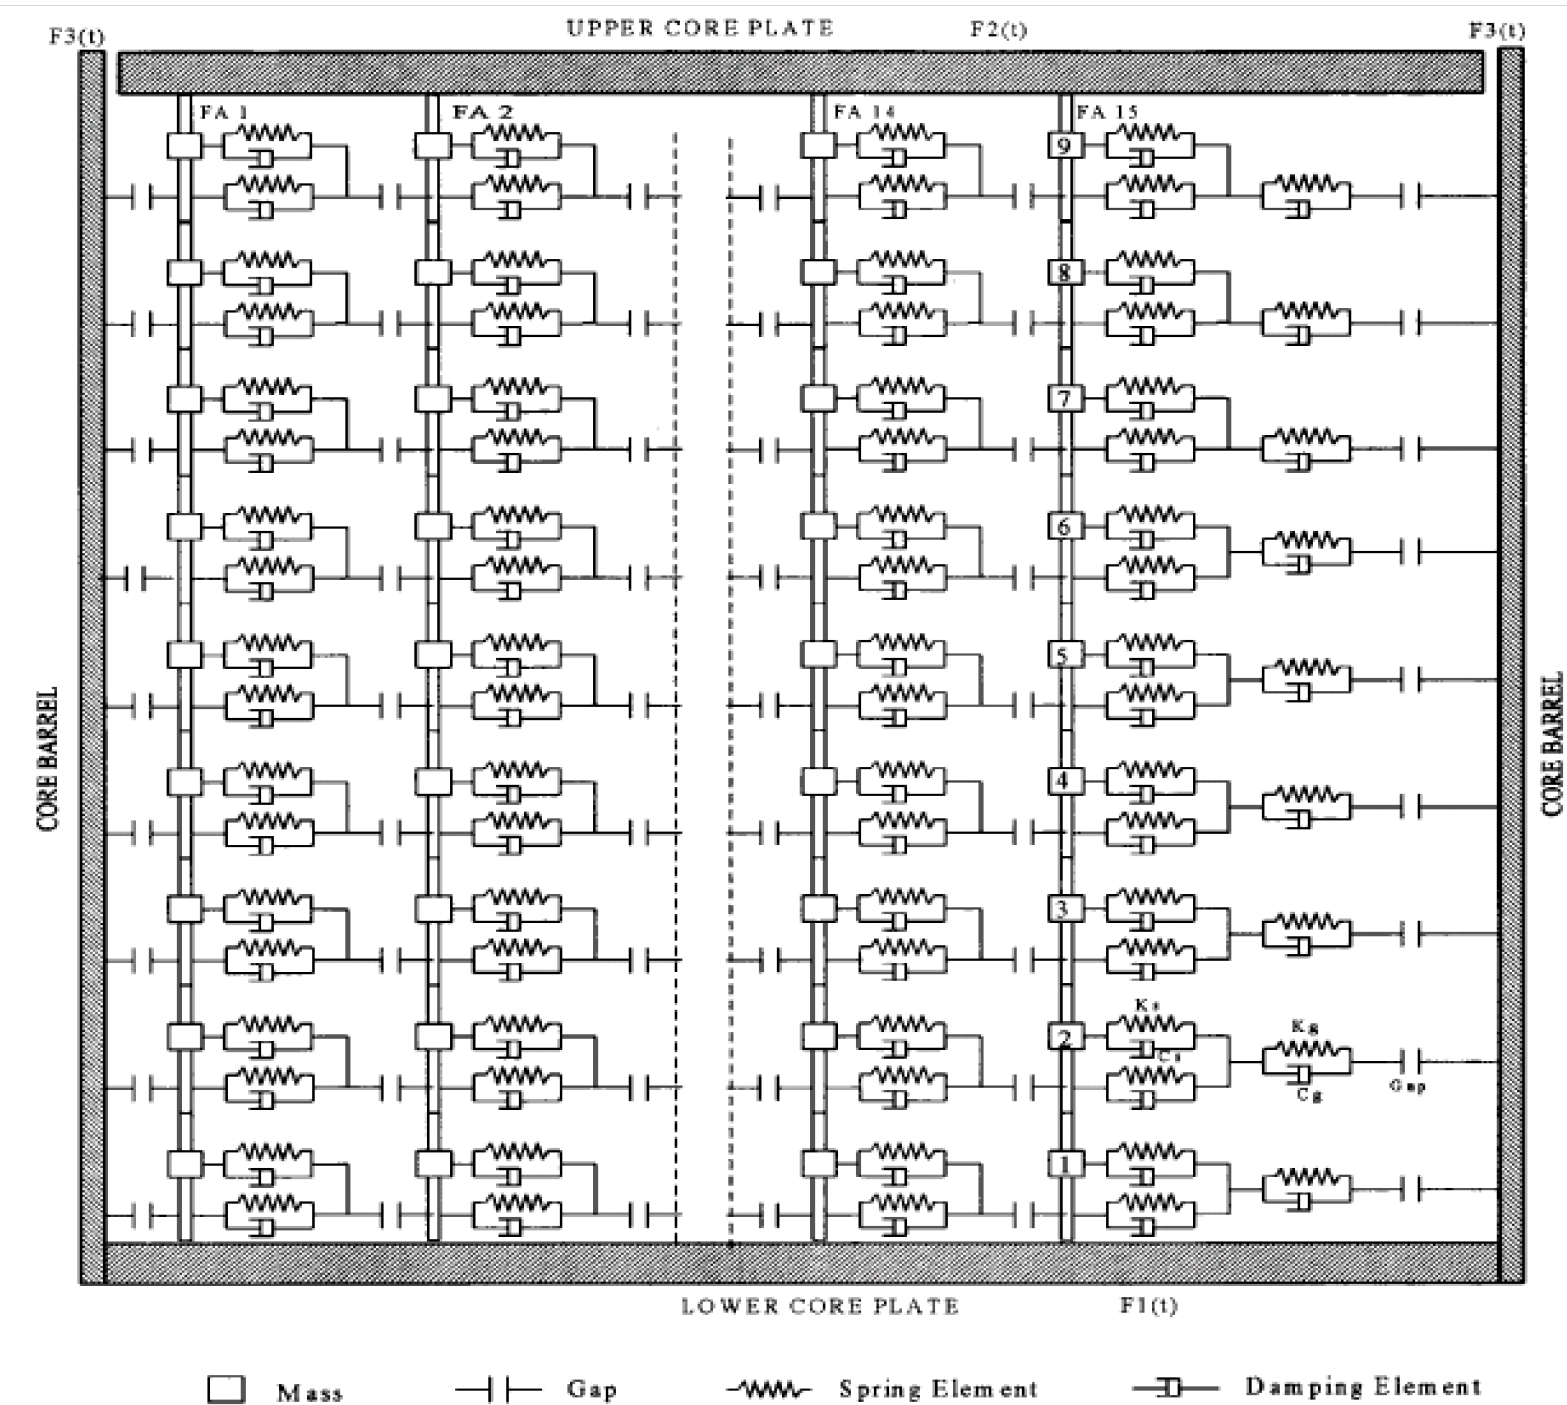 UPPER CORE PLATE F2(t)
F3(t) F3(t)
FA 1 FA 2 FA 14 FA 15
9
8
7
6
5
4
3
2
1
Ks
Cs
Kg
Cg
Gap
CORE BARREL
CORE BARREL
LOWER CORE PLATE F1(t)
Mass Gap Spring Element Damping Element